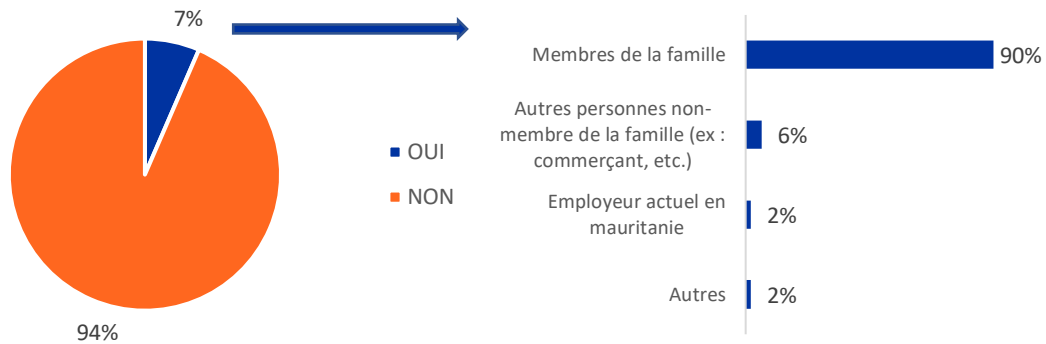 7%
94%
OUI
NON
Membres de la famille
90%
Autres personnes non-
membre de la famille (ex :
commerçant, etc.)
6%
Employeur actuel en
mauritanie
2%
Autres
2%